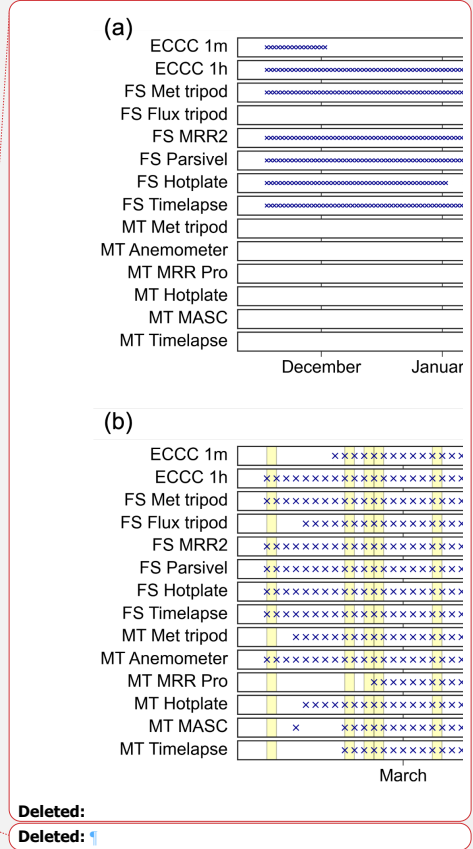 (a)
ECCC 1m
ECCC 1h
FS Met tripod
FS Flux tripod
FS MRR2
FS Parsivel
FS Hotplate
FS Timelapse
MT Met tripod
MT Anemometer
MT MRR Pro
MT Hotplate
MT MASC
MT Timelapse
December Januar
(b)
ECCC 1m
ECCC 1h
FS Met tripod
FS Flux tripod
FS MRR2
FS Parsivel
FS Hotplate
FS Timelapse
MT Met tripod
MT Anemometer
MT MRR Pro
MT Hotplate
MT MASC
MT Timelapse
March
Deleted:
Deleted: ¶